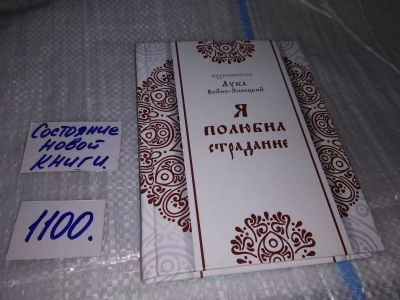 Состояние
новой
книги.
1100.
Архиепископ
Лука
Войно-Ясенецкий
Я
полюбил
страдание